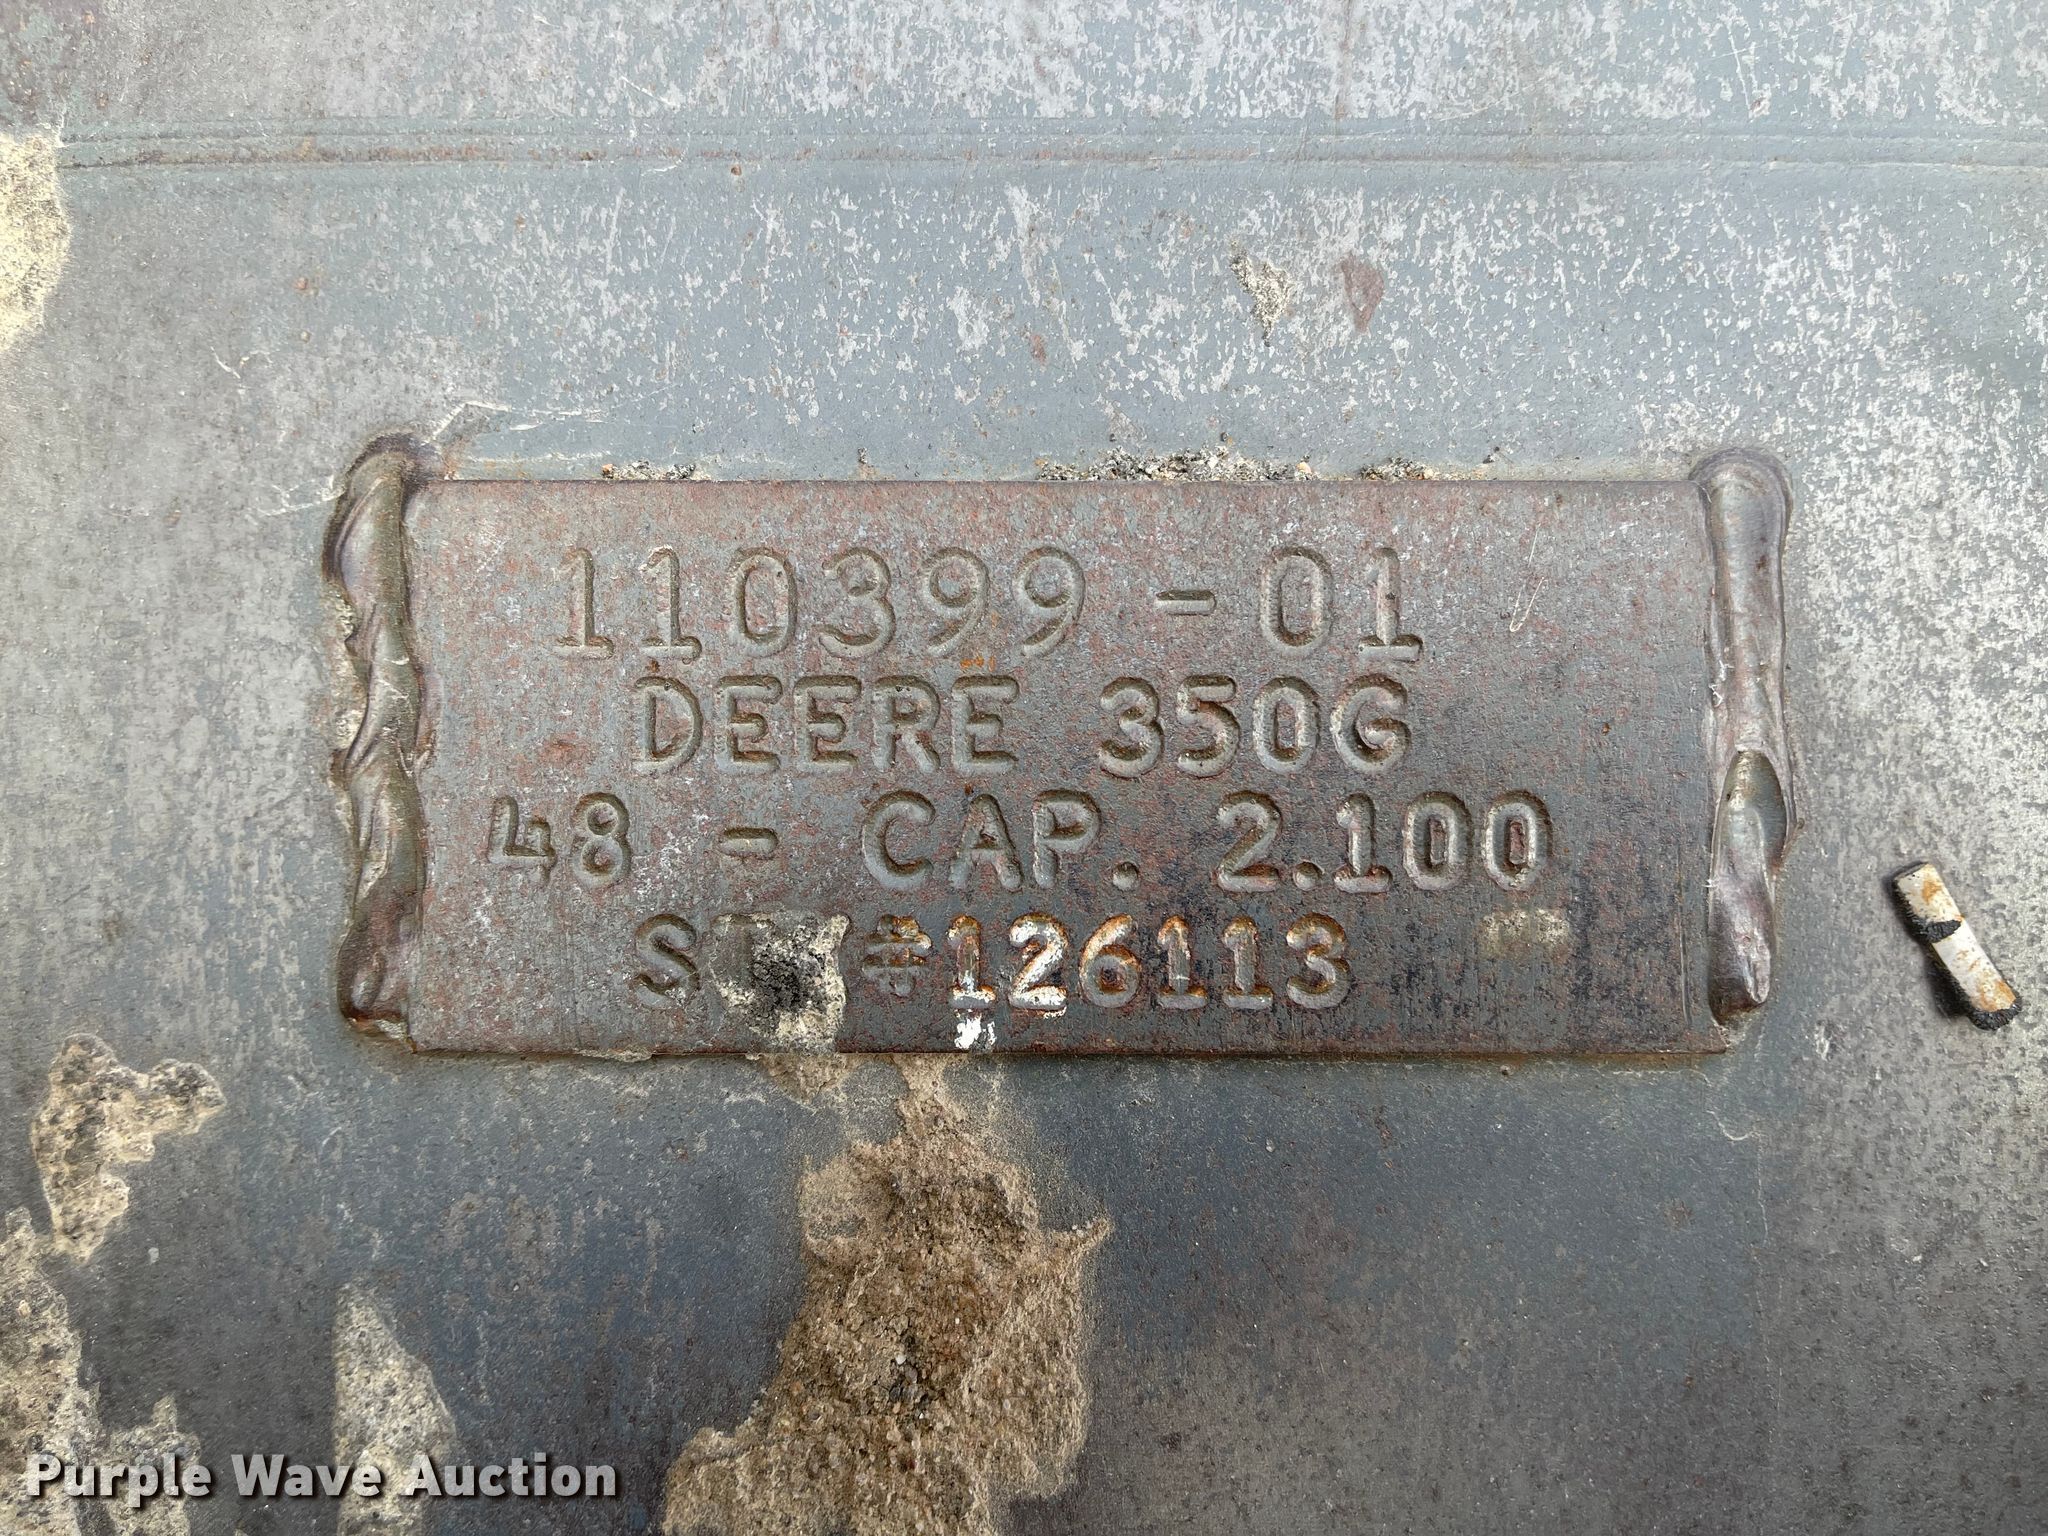 110399-01
DEERE 350G
48 - CAP. 2.100
#126113
Purple Wave Auction